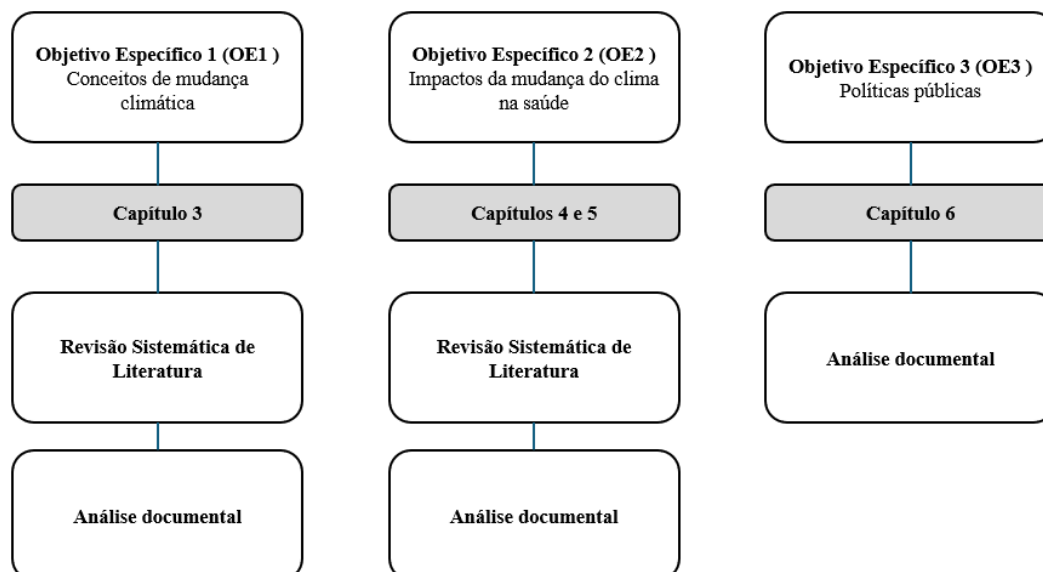 Objetivo Específico 1 (OE1 )
Conceitos de mudança
climática
Objetivo Específico 2 (OE2 )
Impactos da mudança do clima
na saúde
Objetivo Específico 3 (OE3 )
Políticas públicas
Capítulo 3
Capítulos 4 e 5
Capítulo 6
Revisão Sistemática de
Literatura
Revisão Sistemática de
Literatura
Análise documental
Análise documental
Análise documental